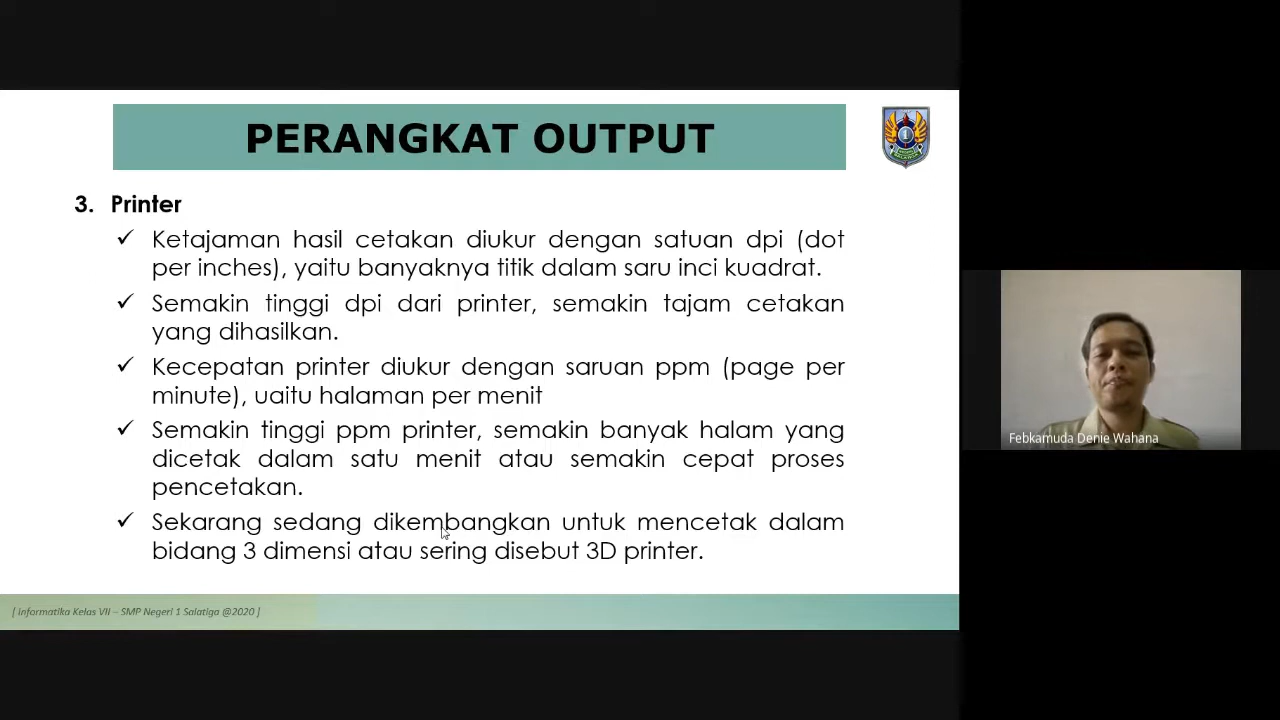 PERANGKAT OUTPUT
1
3. Printer
✓ Ketajaman hasil cetakan diukur dengan satuan dpi (dot
per inches), yaitu banyaknya titik dalam saru inci kuadrat.
✓ Semakin tinggi dpi dari printer, semakin tajam cetakan
yang dihasilkan.
✓ Kecepatan printer diukur dengan saruan ppm (page per
minute), uaitu halaman per menit
✓ Semakin tinggi ppm printer, semakin banyak halam yang
dicetak dalam satu menit atau semakin cepat proses
pencetakan.
✓ Sekarang sedang dikembangkan untuk mencetak dalam
bidang 3 dimensi atau sering disebut 3D printer.
[ Informatika Kelas VII – SMP Negeri 1 Salatiga @2020 ]
Febkamuda Denie Wahana